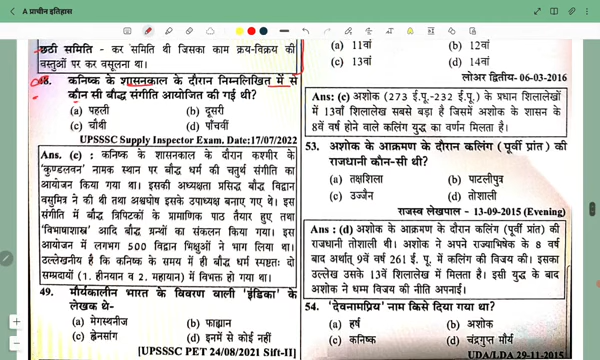 A प्राचीन इतिहास
छठी समिति - कर समिति थी जिसका काम क्रय-विक्रय की
वस्तुओं पर कर वसूलना था।
48. कनिष्क के शासनकाल के दौरान निम्नलिखित में से
कौन सी बौद्ध संगीति आयोजित की गई थी?
(a) पहली (b) दूसरी
(c) चौथी (d) पाँचवीं
UPSSSC Supply Inspector Exam. Date:17/07/2022
Ans. (c) : कनिष्क के शासनकाल के दौरान कश्मीर के
'कुण्डलवन' नामक स्थान पर बौद्ध धर्म की चतुर्थ संगीति का
आयोजन किया गया था। इसकी अध्यक्षता प्रसिद्ध बौद्ध विद्वान
वसुमित्र ने की थी तथा अश्वघोष इसके उपाध्यक्ष बनाए गए थे। इस
संगीति में बौद्ध त्रिपिटकों के प्रामाणिक पाठ तैयार हुए तथा
'विभाषाशास्त्र' आदि बौद्ध ग्रन्थों का संकलन किया गया। इस
आयोजन में लगभग 500 विद्वान भिक्षुओं ने भाग लिया था।
उल्लेखनीय है कि कनिष्क के समय में ही बौद्ध धर्म स्पष्टतः दो
सम्प्रदायों (1. हीनयान व 2. महायान) में विभक्त हो गया था।
49. मौर्यकालीन भारत के विवरण वाली 'इंडिका' के
लेखक थे-
(a) मेगस्थनीज (b) फाह्यान
(c) ह्वेनसांग (d) इनमें से कोई नहीं
[UPSSSC PET 24/08/2021 Sift-II]
(a) 11वां (b) 12वां
(c) 13वां (d) 14वां
लोअर द्वितीय- 06-03-2016
Ans: (c) अशोक (273 ई.पू.-232 ई.पू.) के प्रधान शिलालेखों
में 13वाँ शिलालेख सबसे बड़ा है जिसमें अशोक के शासन के
8वें वर्ष होने वाले कलिंग युद्ध का वर्णन मिलता है।
53. अशोक के आक्रमण के दौरान कलिंग (पूर्वी प्रांत) की
राजधानी कौन-सी थी?
(a) तक्षशिला (b) पाटलीपुत्र
(c) उज्जैन (d) तोशाली
राजस्व लेखपाल - 13-09-2015 (Evening)
Ans : (d) अशोक के आक्रमण के दौरान कलिंग (पूर्वी प्रान्त) की
राजधानी तोशाली थी। अशोक ने अपने राज्याभिषेक के 8 वर्ष
बाद अर्थात् 9वें वर्ष 261 ई. पू. में कलिंग की विजय की। इसका
उल्लेख उसके 13वें शिलालेख में मिलता है। इसी युद्ध के बाद
अशोक ने धम्म विजय की नीति अपनाई।
54. 'देवनामप्रिय' नाम किसे दिया गया था?
(a) हर्ष (b) अशोक
(c) कनिष्क (d) चंद्रगुप्त मौर्य
UDA/LDA 29-11-2015